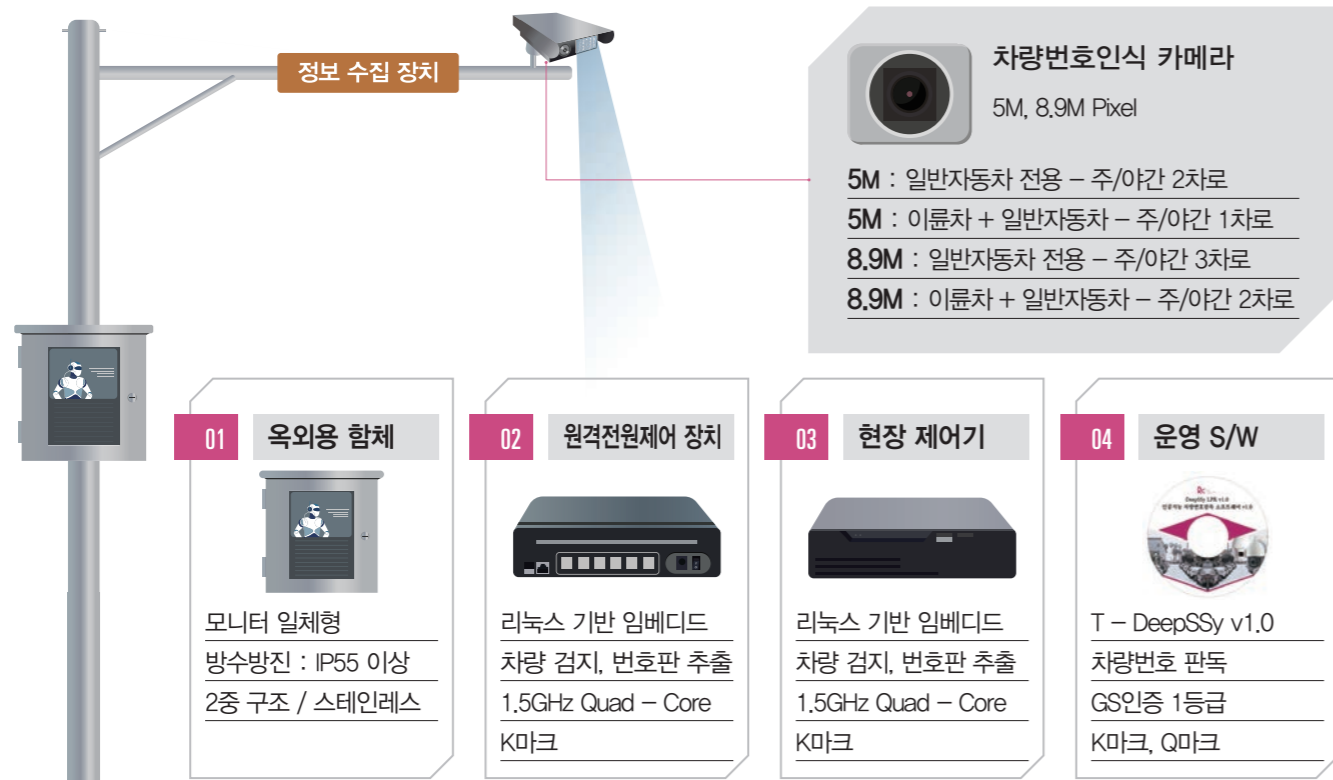 정보 수집 장치
차량번호인식 카메라
5M, 8.9M Pixel
5M : 일반자동차 전용 – 주/야간 2차로
5M : 이륜차 + 일반자동차 – 주/야간 1차로
8.9M : 일반자동차 전용 – 주/야간 3차로
8.9M : 이륜차 + 일반자동차 – 주/야간 2차로
01 옥외용 함체
모니터 일체형
방수방진 : IP55 이상
2중 구조 / 스테인레스
02 원격전원제어 장치
리눅스 기반 임베디드
차량 검지, 번호판 추출
1.5GHz Quad – Core
K마크
03 현장 제어기
리눅스 기반 임베디드
차량 검지, 번호판 추출
1.5GHz Quad – Core
K마크
04 운영 S/W
T – DeepSSy v1.0
차량번호 판독
GS인증 1등급
K마크, Q마크